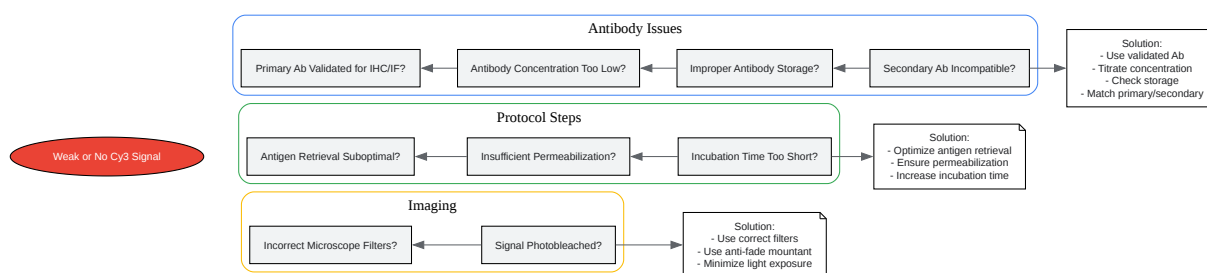 Antibody Issues
Primary Ab Validated for IHC/IF?
Antibody Concentration Too Low?
Improper Antibody Storage?
Secondary Ab Incompatible?
Solution:
- Use validated Ab
- Titrate concentration
- Check storage
- Match primary/secondary
Weak or No Cy3 Signal
Protocol Steps
Antigen Retrieval Suboptimal?
Insufficient Permeabilization?
Incubation Time Too Short?
Solution:
- Optimize antigen retrieval
- Ensure permeabilization
- Increase incubation time
Imaging
Incorrect Microscope Filters?
Signal Photobleached?
Solution:
- Use correct filters
- Use anti-fade mountant
- Minimize light exposure